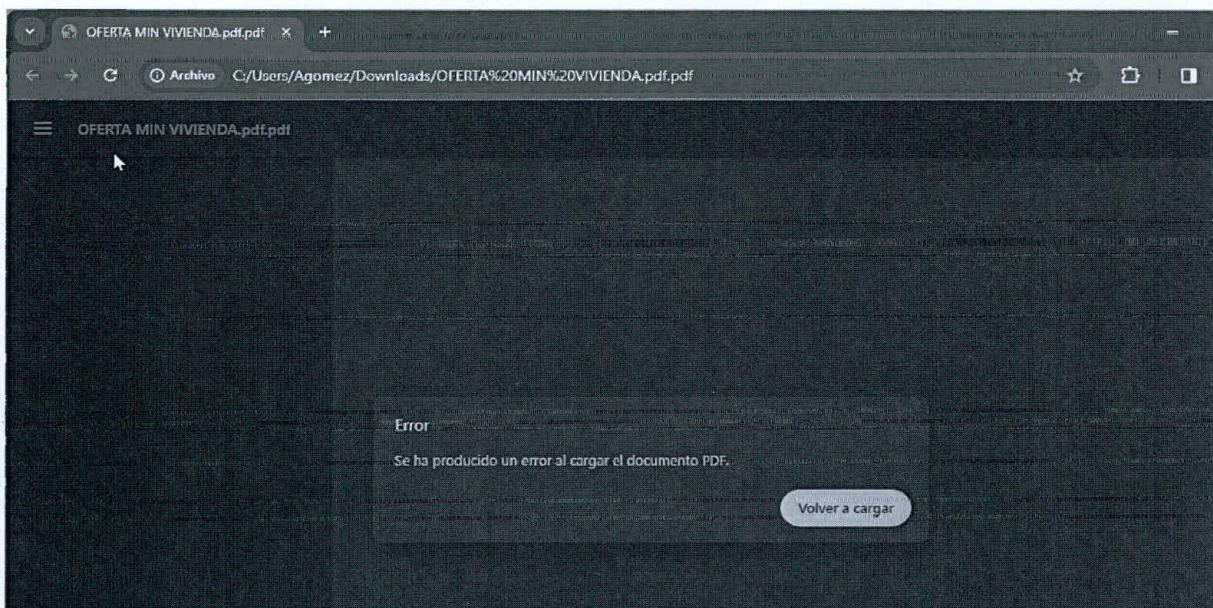 OFERTA MIN VIVIENDA.pdf.pdf
Archivo C:/Users/Agomez/Downloads/OFERTA%20MIN%20VIVIENDA.pdf.pdf
OFERTA MIN VIVIENDA.pdf.pdf
Error
Se ha producido un error al cargar el documento PDF.
Volver a cargar